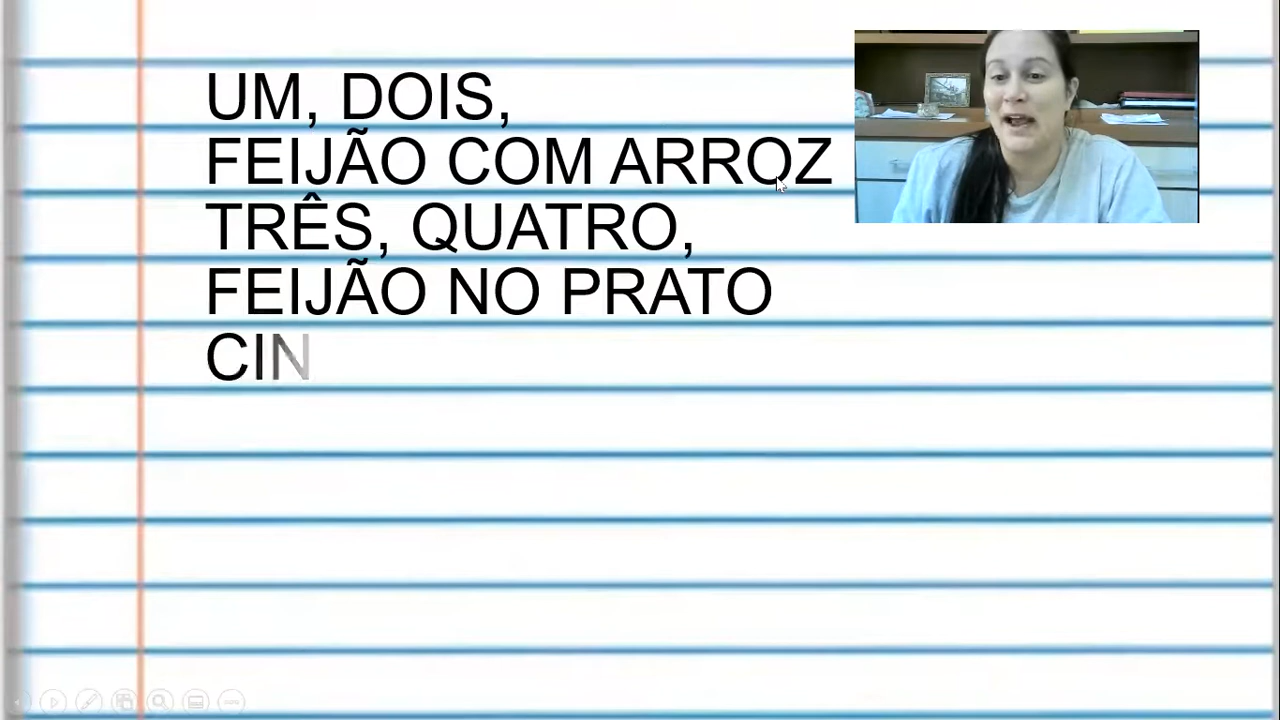 UM, DOIS,
FEIJÃO COM ARROZ
TRÊS, QUATRO,
FEIJÃO NO PRATO
CIN